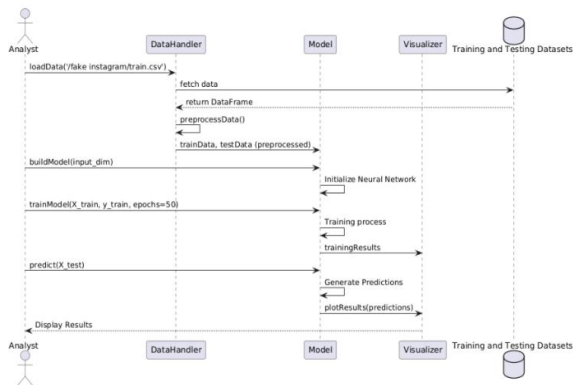 Analyst
DataHandler
Model
Visualizer
Training and Testing Datasets
loadData('/fake instagram/train.csv')
fetch data
return DataFrame
preprocessData()
trainData, testData (preprocessed)
buildModel(input_dim)
Initialize Neural Network
trainModel(X_train, y_train, epochs=50)
Training process
trainingResults
predict(X_test)
Generate Predictions
plotResults(predictions)
Display Results
Analyst
DataHandler
Model
Visualizer
Training and Testing Datasets